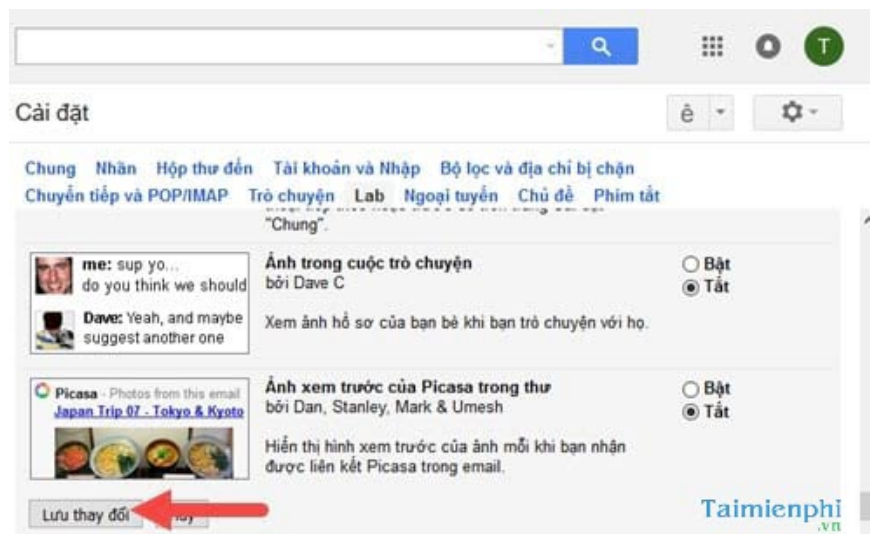 T
Cài đặt
ê
Chung Nhãn Hộp thư đến Tài khoản và Nhập Bộ lọc và địa chỉ bị chặn
Chuyển tiếp và POP/IMAP Trò chuyện Lab Ngoại tuyến Chủ đề Phím tắt
"Chung".
me: sup yo...
do you think we should
Dave: Yeah, and maybe
suggest another one
Ảnh trong cuộc trò chuyện
bởi Dave C
Xem ảnh hồ sơ của bạn bè khi bạn trò chuyện với họ.
Bật
Tắt
Picasa - Photos from this email
Japan Trip 07 - Tokyo & Kyoto
Ảnh xem trước của Picasa trong thư
bởi Dan, Stanley, Mark & Umesh
Hiển thị hình xem trước của ảnh mỗi khi bạn nhận
được liên kết Picasa trong email.
Bật
Tắt
Lưu thay đổi
Taimienphi
.vn